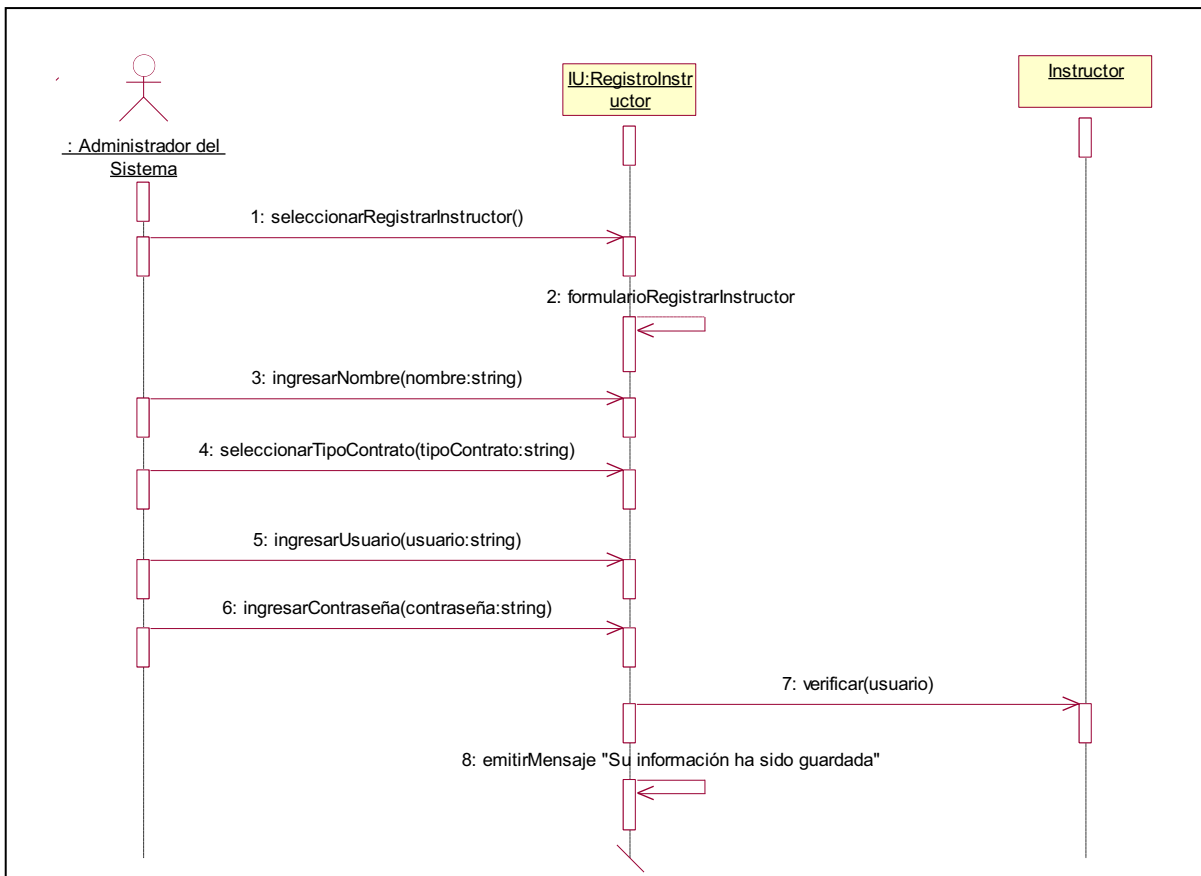 : Administrador del
Sistema
IU:RegistroInstr
uctor
Instructor
1: seleccionarRegistrarInstructor()
2: formularioRegistrarInstructor
3: ingresarNombre(nombre:string)
4: seleccionarTipoContrato(tipoContrato:string)
5: ingresarUsuario(usuario:string)
6: ingresarContraseña(contraseña:string)
7: verificar(usuario)
8: emitirMensaje "Su información ha sido guardada"